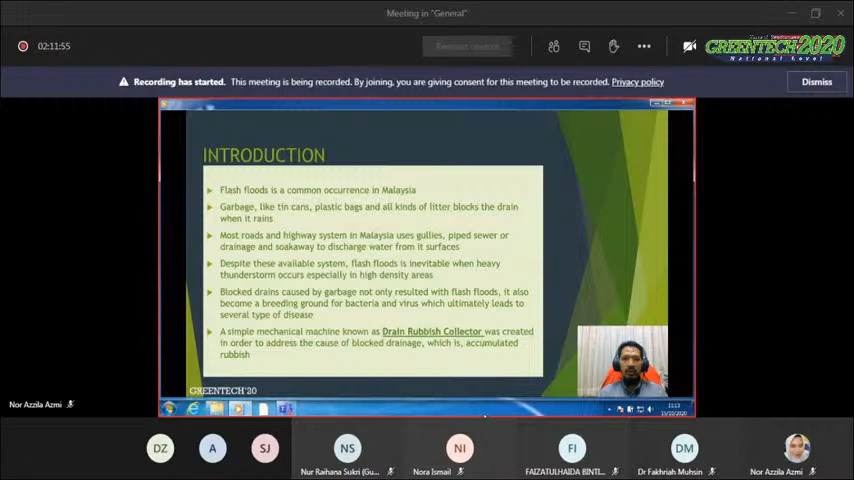 Meeting in "General"
02:11:55
GREENTECH2020
National Level
Recording has started. This meeting is being recorded. By joining, you are giving consent for this meeting to be recorded. Privacy policy
Dismiss
INTRODUCTION
Flash floods is a common occurrence in Malaysia
Garbage, like tin cans, plastic bags and all kinds of litter blocks the drain
when it rains
Most roads and highway system in Malaysia uses gullies, piped sewer or
drainage and soakaway to discharge water from it surfaces
Despite these available system, flash floods is inevitable when heavy
thunderstorm occurs especially in high density areas
Blocked drains caused by garbage not only resulted with flash floods, it also
become a breeding ground for bacteria and virus which ultimately leads to
several type of disease
A simple mechanical machine known as Drain Rubbish Collector was created
in order to address the cause of blocked drainage, which is, accumulated
rubbish
GREENTECH'20
11:13
15/10/2020
Nor Azzila Azmi
DZ
A
SJ
NS
NI
FI
DM
Nur Raihana Sukri (Gu...
Nora Ismail
FAIZATULHAIDA BINTI...
Dr Fakhriah Muhsin
Nor Azzila Azmi